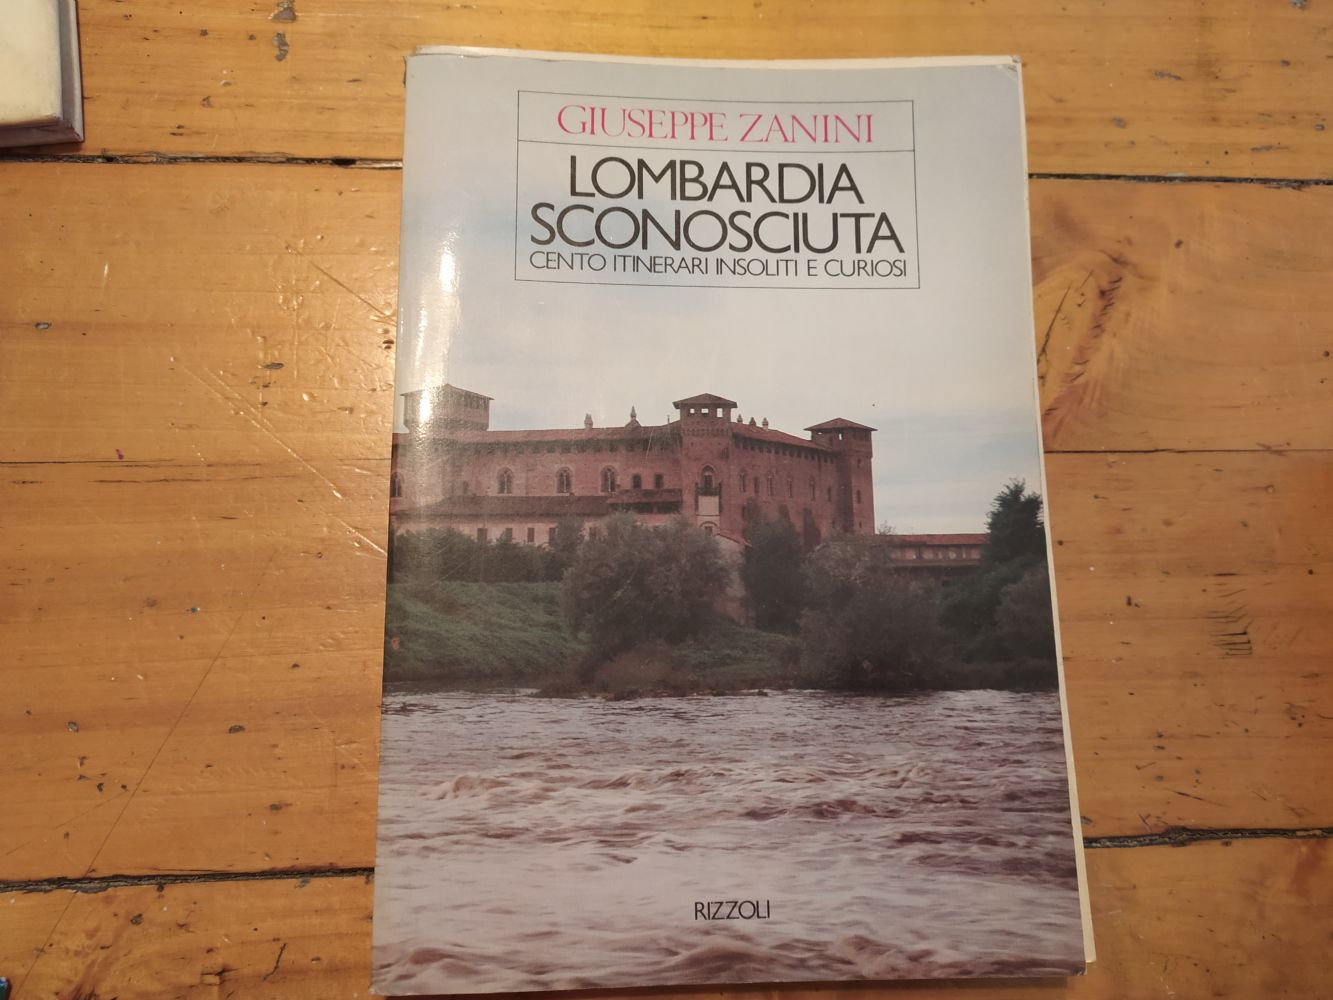 GIUSEPPE ZANINI
LOMBARDIA
SCONOSCIUTA
CENTO ITINERARI INSOLITI E CURIOSI
RIZZOLI